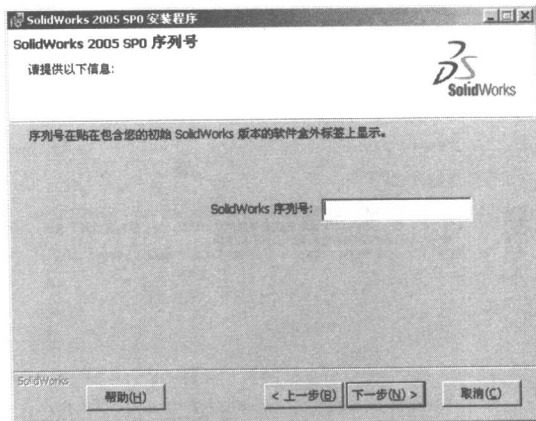 SolidWorks 2005 SP0 安装程序
SolidWorks 2005 SP0 序列号
请提供以下信息:
SolidWorks
序列号在贴在包含您的初始 SolidWorks 版本的软件盒外标签上显示。
SolidWorks 序列号:
SolidWorks
帮助(H)
< 上一步(B)
下一步(N) >
取消(C)